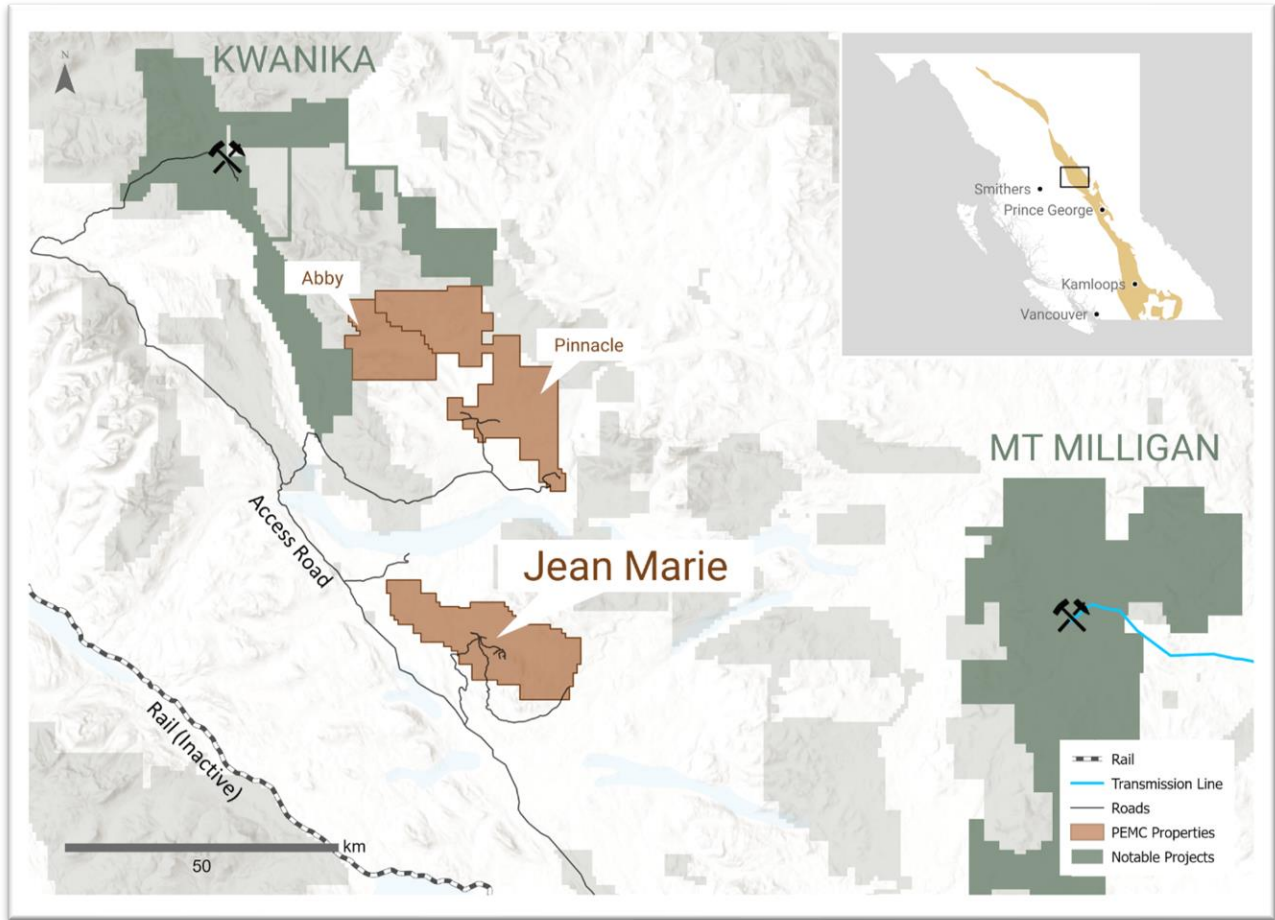 N
KWANIKA
Smithers
Prince George
Kamloops
Vancouver
Abby
Pinnacle
MT MILLIGAN
Access Road
Jean Marie
Rail (Inactive)
Rail
Transmission Line
Roads
PEMC Properties
Notable Projects
km
50